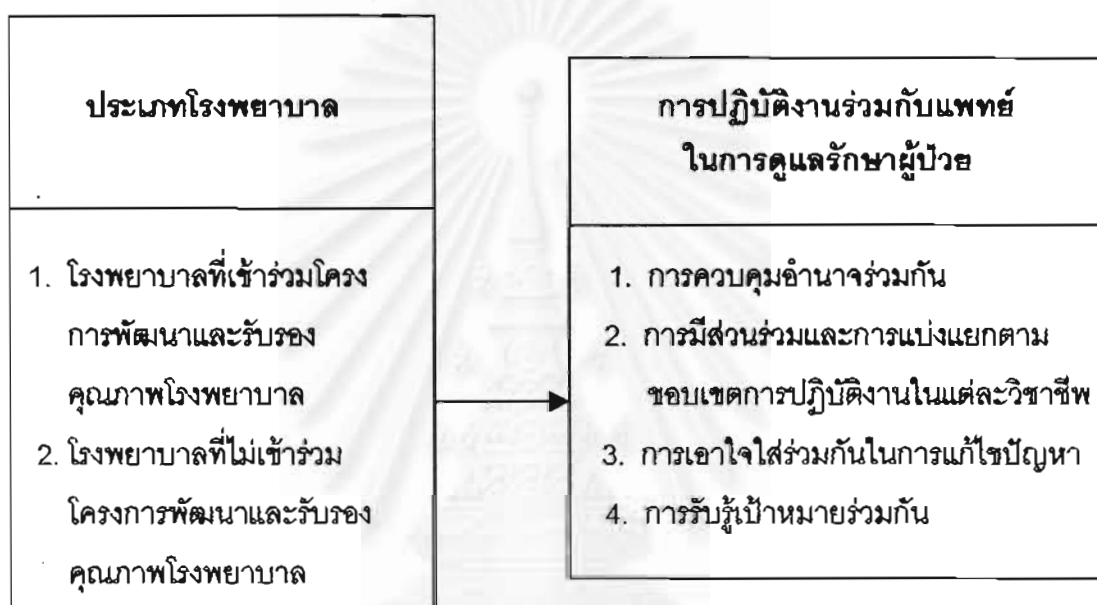 ประเภทโรงพยาบาล
1. โรงพยาบาลที่เข้าร่วมโครง
การพัฒนาและรับรอง
คุณภาพโรงพยาบาล
2. โรงพยาบาลที่ไม่เข้าร่วม
โครงการพัฒนาและรับรอง
คุณภาพโรงพยาบาล
การปฏิบัติงานร่วมกับแพทย์
ในการดูแลรักษาผู้ป่วย
1. การควบคุมอำนาจร่วมกัน
2. การมีส่วนร่วมและการแบ่งแยกตาม
ขอบเขตการปฏิบัติงานในแต่ละวิชาชีพ
3. การเอาใจใส่ร่วมกันในการแก้ไขปัญหา
4. การรับรู้เป้าหมายร่วมกัน